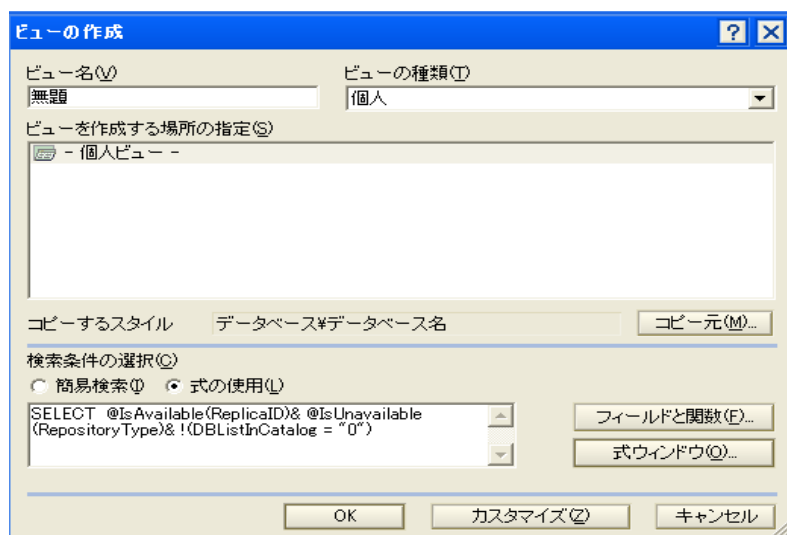 ビューの作成
ビュー名(V)
ビューの種類(T)
無題
個人
ビューを作成する場所の指定(S)
- 個人ビュー -
コピーするスタイル
データベース¥データベース名
コピー元(M)...
検索条件の選択(C)
簡易検索(I)
式の使用(L)
SELECT @IsAvailable(ReplicaID)& @IsUnavailable
(RepositoryType)& !(DBListInCatalog = "0")
フィールドと関数(F)...
式ウィンドウ(O)...
OK
カスタマイズ(Z)
キャンセル